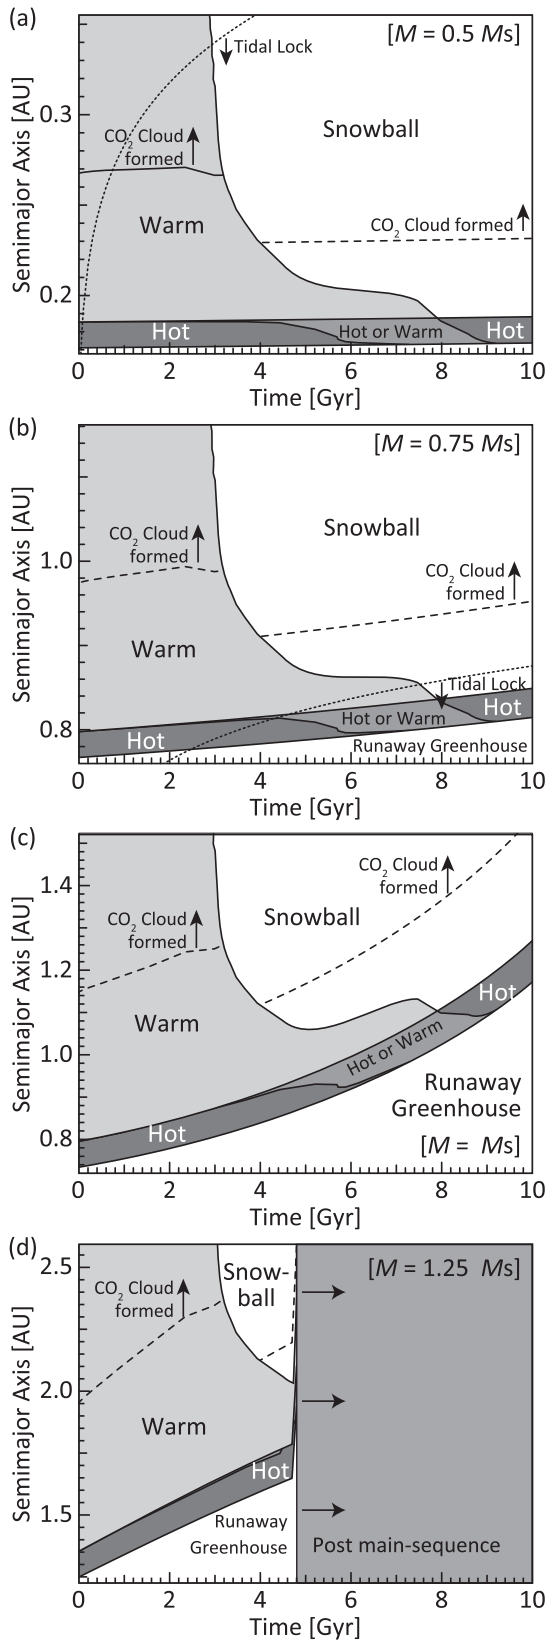 (a)
[M = 0.5 Ms]
Tidal Lock
CO2 Cloud
formed
Snowball
Warm
CO2 Cloud formed
Hot
Hot or Warm
Hot
Semimajor Axis [AU]
0.3
0.2
0 2 4 6 8 10
Time [Gyr]
(b)
[M = 0.75 Ms]
CO2 Cloud
formed
Snowball
CO2 Cloud
formed
Warm
Tidal Lock
Hot
Hot or Warm
Hot
Runaway Greenhouse
Semimajor Axis [AU]
1.0
0.8
0 2 4 6 8 10
Time [Gyr]
(c)
CO2 Cloud
formed
CO2 Cloud
formed
Snowball
Warm
Hot
Hot or Warm
Hot
Runaway
Greenhouse
[M = Ms]
Semimajor Axis [AU]
1.4
1.2
1.0
0.8
0 2 4 6 8 10
Time [Gyr]
(d)
[M = 1.25 Ms]
CO2 Cloud
formed
Snow-
ball
Warm
Hot
Runaway
Greenhouse
Post main-sequence
Semimajor Axis [AU]
2.5
2.0
1.5
0 2 4 6 8 10
Time [Gyr]